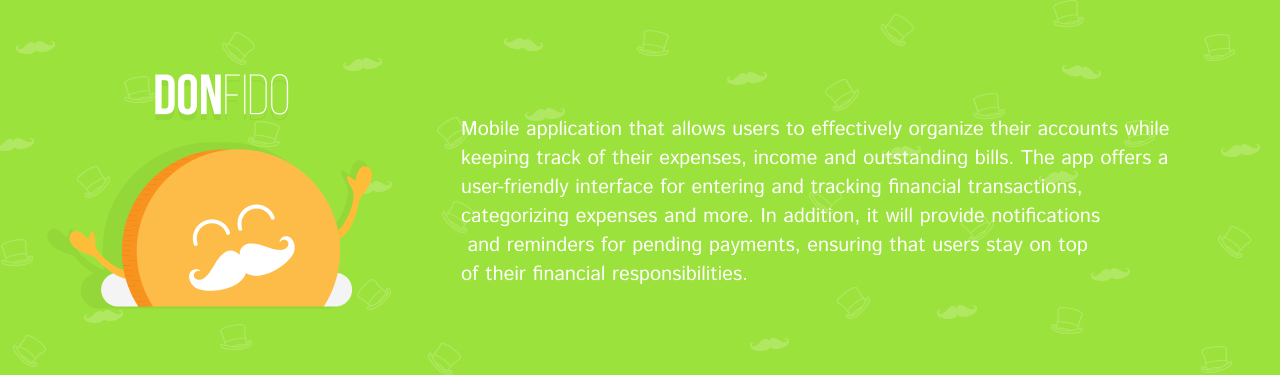 DONFIDO
Mobile application that allows users to effectively organize their accounts while
keeping track of their expenses, income and outstanding bills. The app offers a
user-friendly interface for entering and tracking financial transactions,
categorizing expenses and more. In addition, it will provide notifications
and reminders for pending payments, ensuring that users stay on top
of their financial responsibilities.